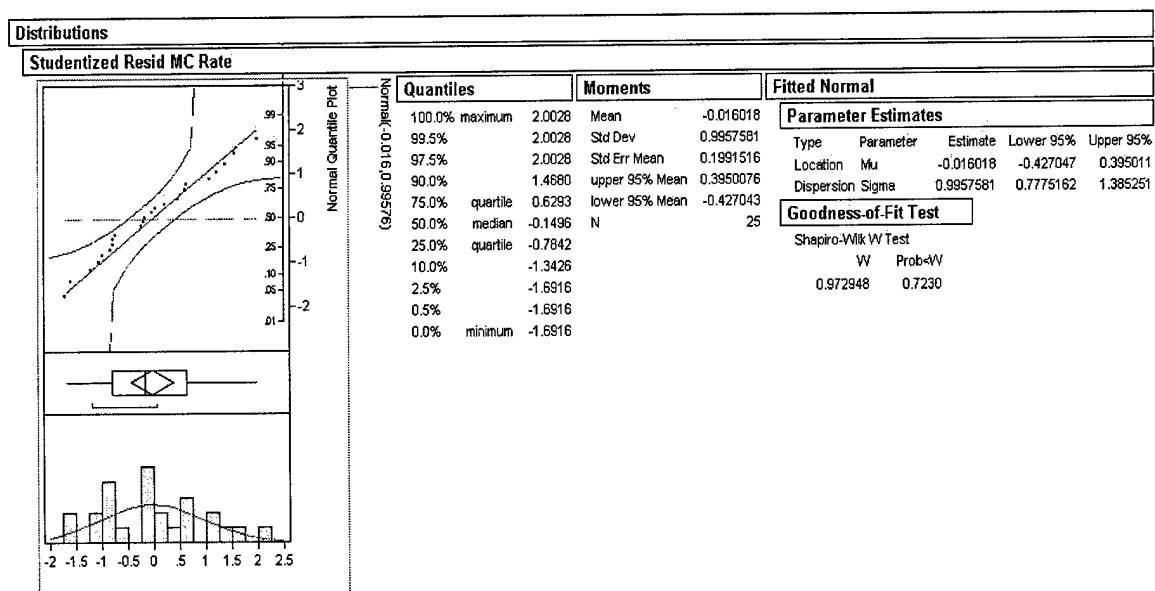 Distributions
Studentized Resid MC Rate
3
2
1
0
-1
-2
.99
.95
.90
.75
.50
.25
.10
.05
.01
Normal Quantile Plot
Normal(-0.016,0.99576)
-2 -1.5 -1 -0.5 0 .5 1 1.5 2 2.5
Quantiles
100.0% maximum 2.0028
99.5% 2.0028
97.5% 2.0028
90.0% 1.4680
75.0% quartile 0.6293
50.0% median -0.1496
25.0% quartile -0.7842
10.0% -1.3426
2.5% -1.6916
0.5% -1.6916
0.0% minimum -1.6916
Moments
Mean -0.016018
Std Dev 0.9957581
Std Err Mean 0.1991516
upper 95% Mean 0.3950076
lower 95% Mean -0.427043
N 25
Fitted Normal
Parameter Estimates
Type Parameter Estimate Lower 95% Upper 95%
Location Mu -0.016018 -0.427047 0.395011
Dispersion Sigma 0.9957581 0.7775162 1.385251
Goodness-of-Fit Test
Shapiro-Wilk W Test
W Prob<W
0.972948 0.7230